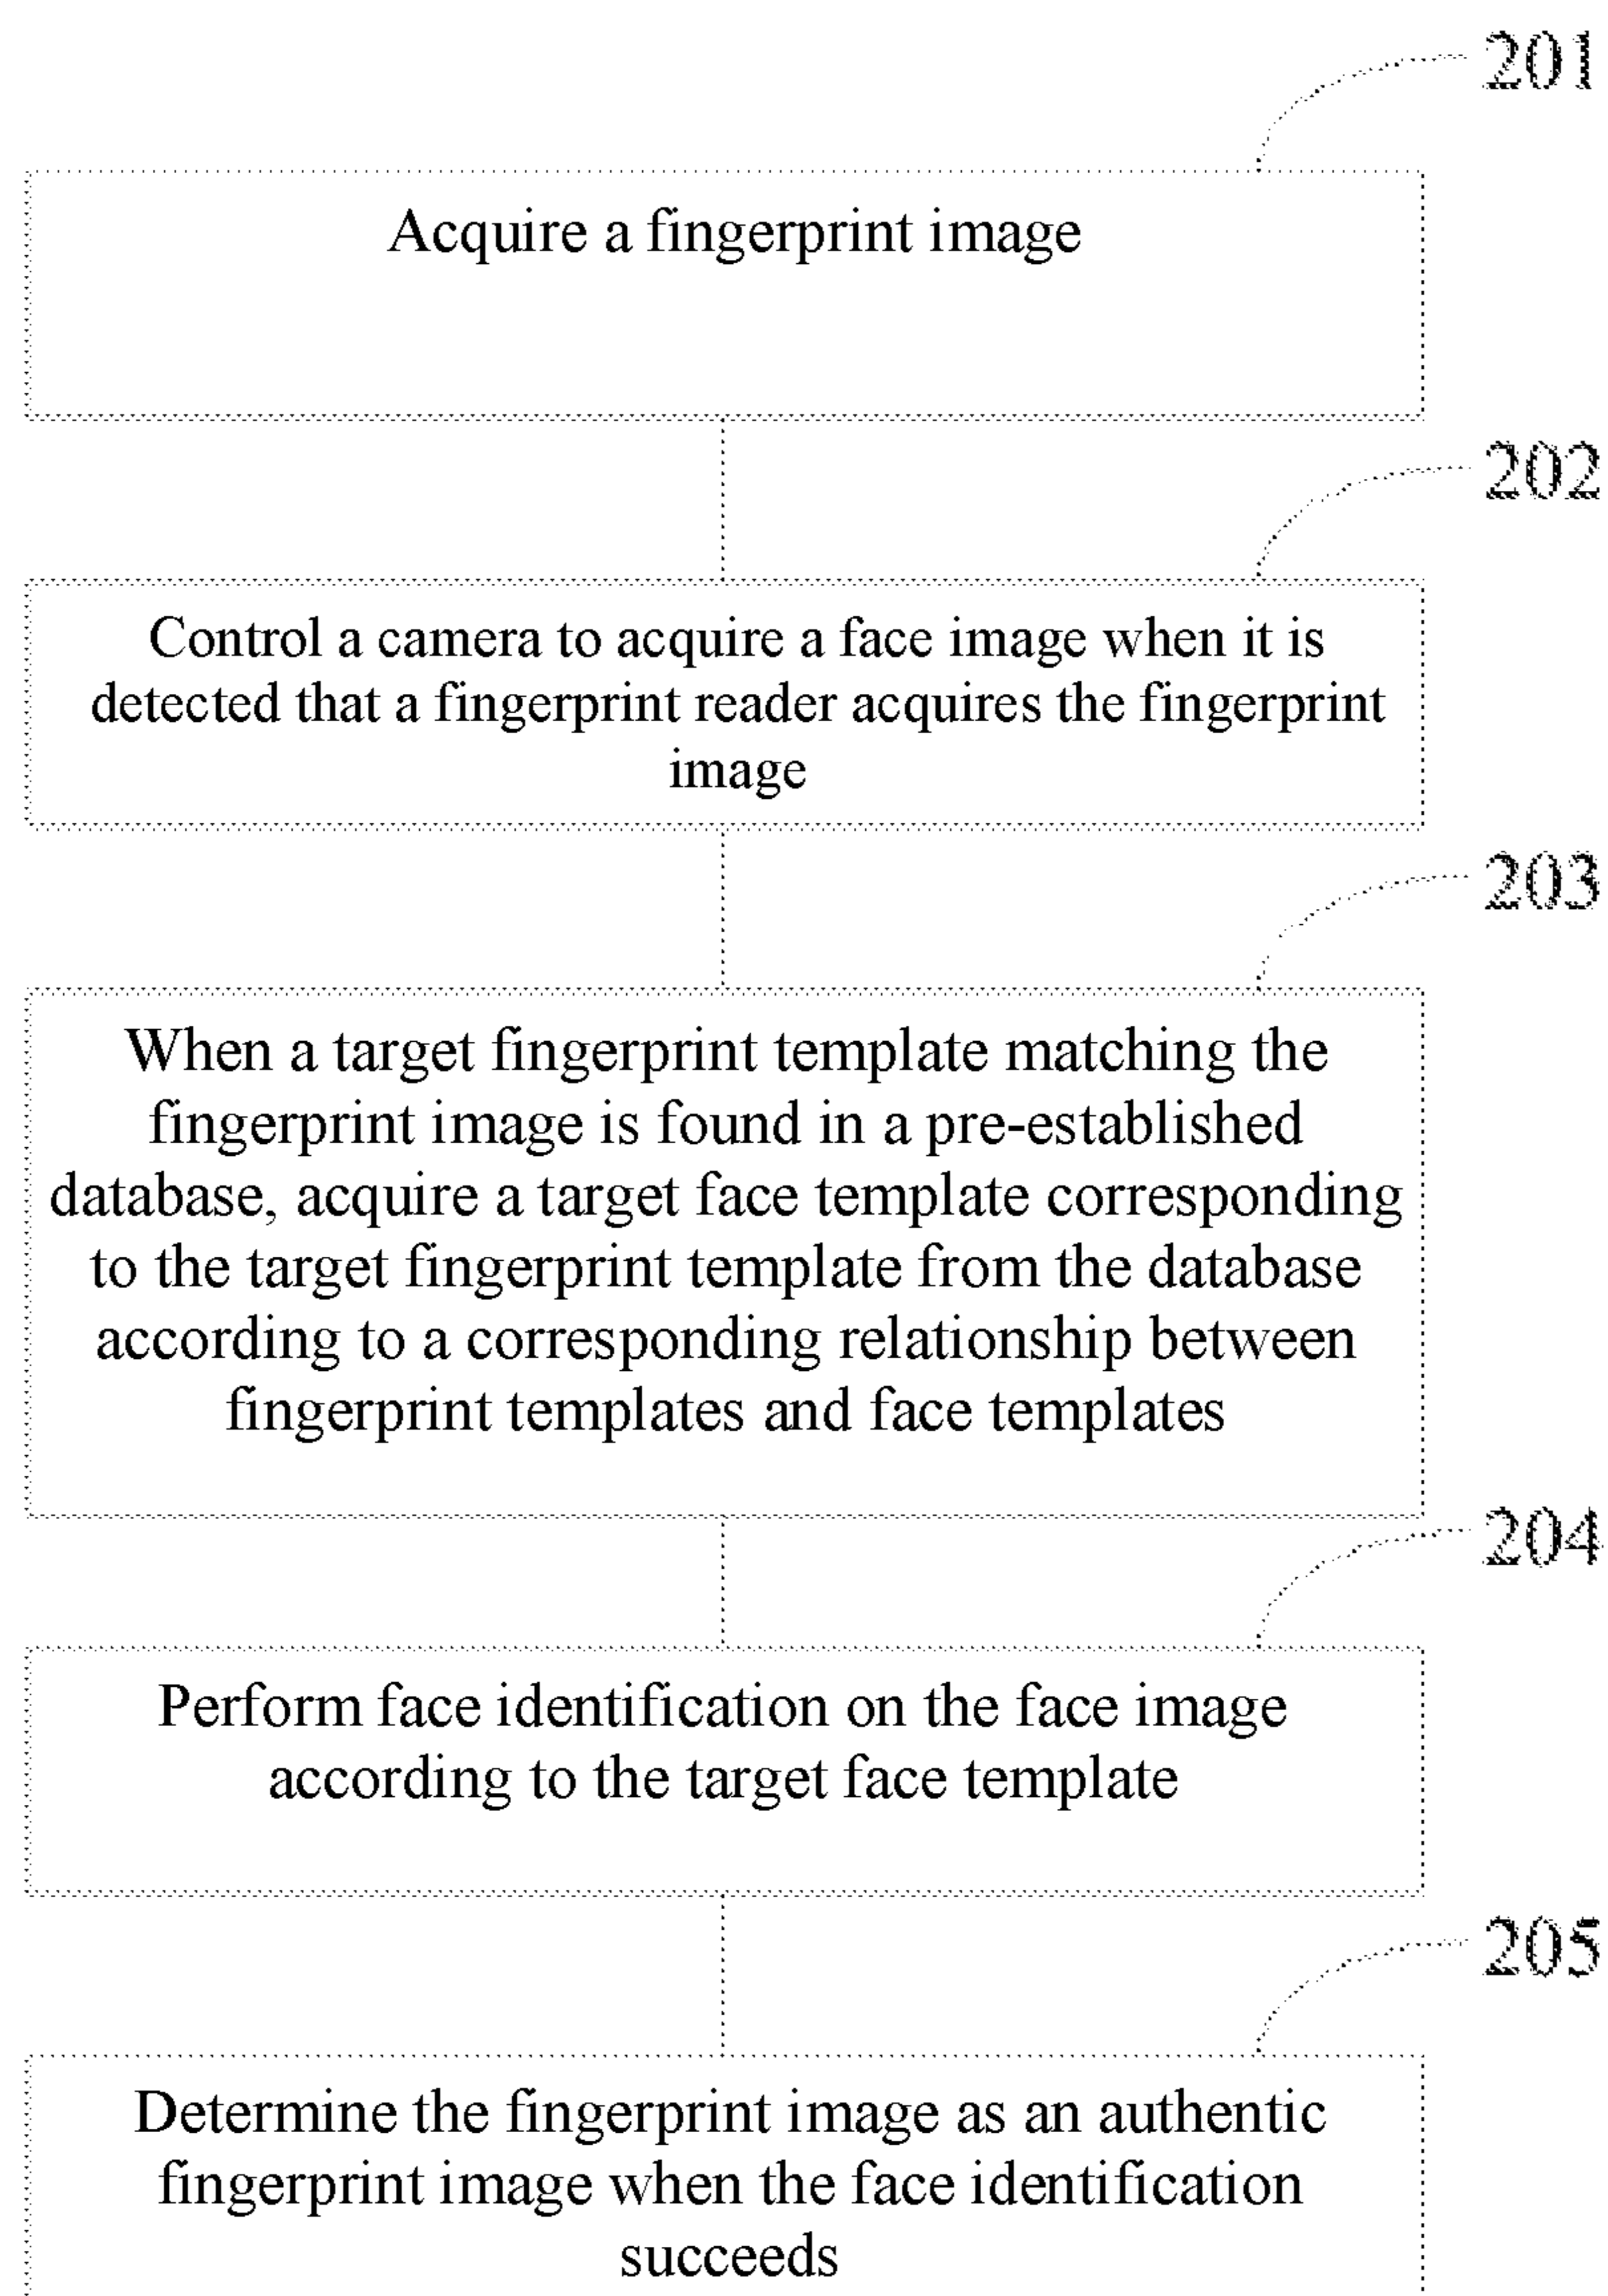 201
Acquire a fingerprint image
202
Control a camera to acquire a face image when it is
detected that a fingerprint reader acquires the fingerprint
image
203
When a target fingerprint template matching the
fingerprint image is found in a pre-established
database, acquire a target face template corresponding
to the target fingerprint template from the database
according to a corresponding relationship between
fingerprint templates and face templates
204
Perform face identification on the face image
according to the target face template
205
Determine the fingerprint image as an authentic
fingerprint image when the face identification
succeeds